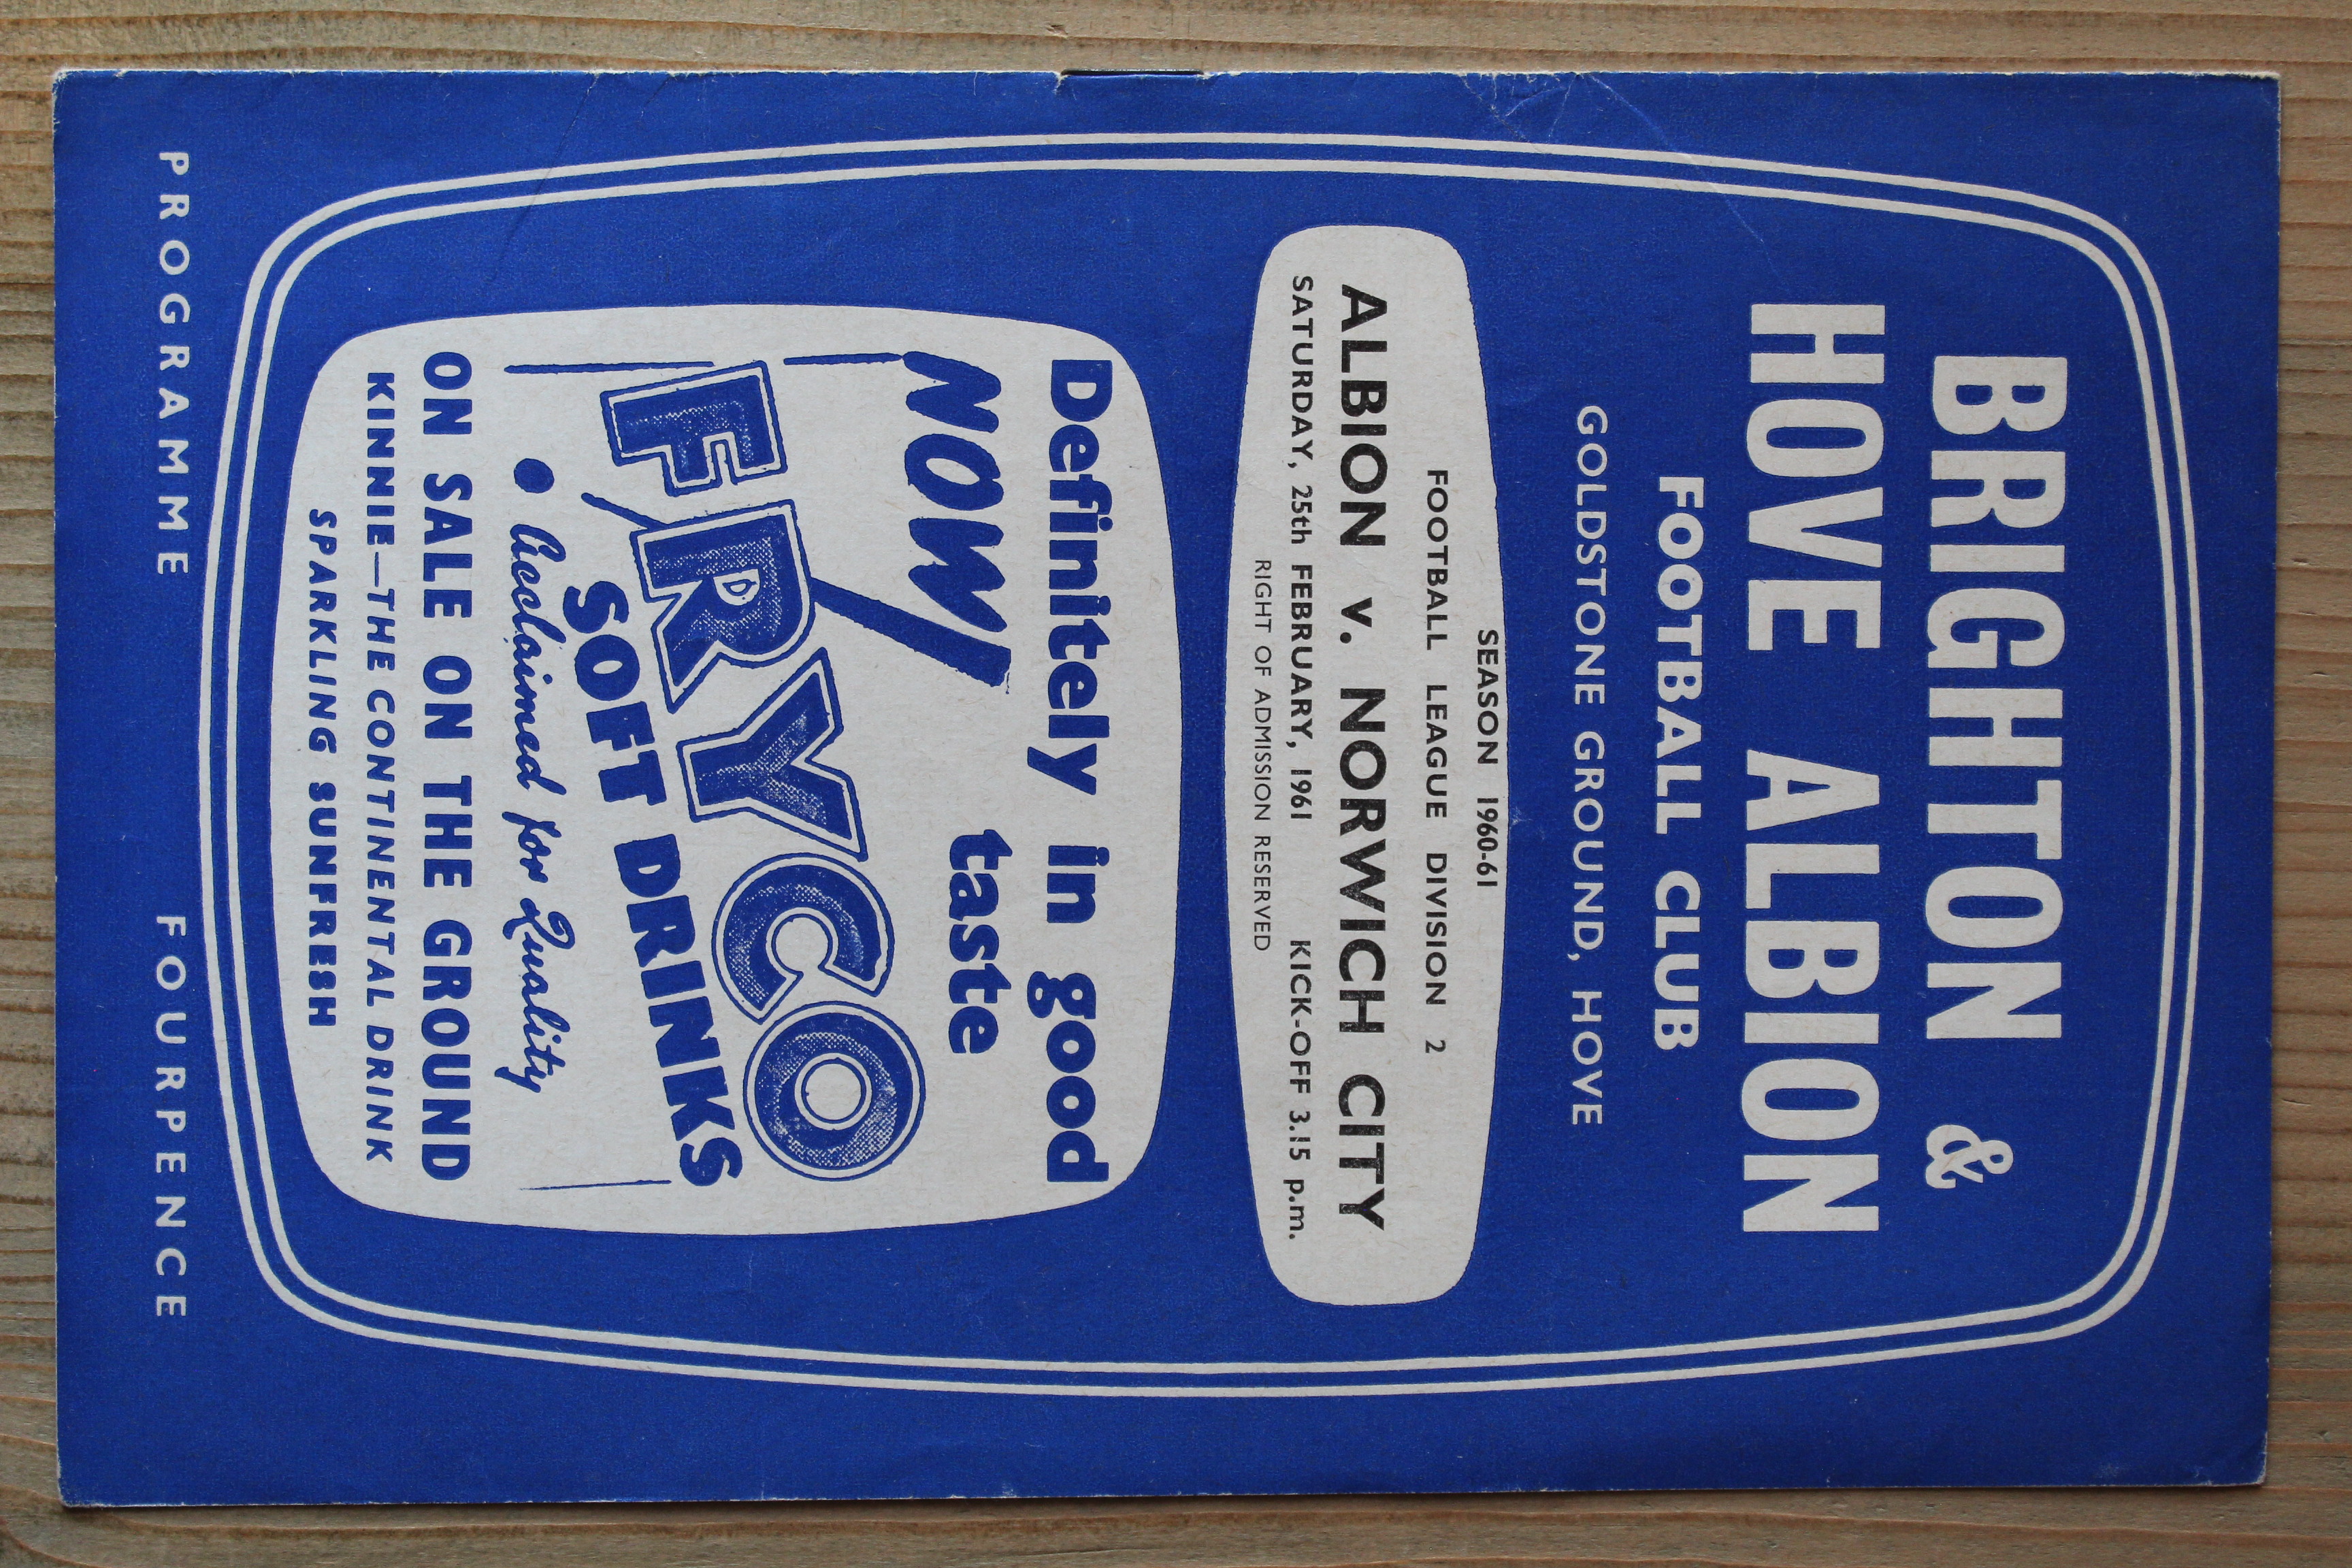 BRIGHTON &
HOVE ALBION
FOOTBALL CLUB
GOLDSTONE GROUND, HOVE
SEASON 1960-61
FOOTBALL LEAGUE DIVISION 2
ALBION v. NORWICH CITY
SATURDAY, 25th FEBRUARY, 1961 KICK-OFF 3.15 p.m.
RIGHT OF ADMISSION RESERVED
Definitely in good
taste
NOW
FRYCO
SOFT DRINKS
• Acclaimed for Quality
ON SALE ON THE GROUND
KINNIE—THE CONTINENTAL DRINK
SPARKLING SUNFRESH
PROGRAMME FOURPENCE